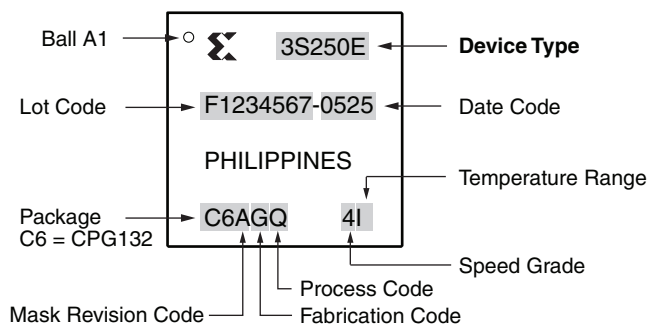 Ball A1
3S250E
Device Type
Lot Code
F1234567-0525
Date Code
PHILIPPINES
Temperature Range
Package
C6 = CPG132
C6AGQ
4I
Speed Grade
Process Code
Mask Revision Code
Fabrication Code